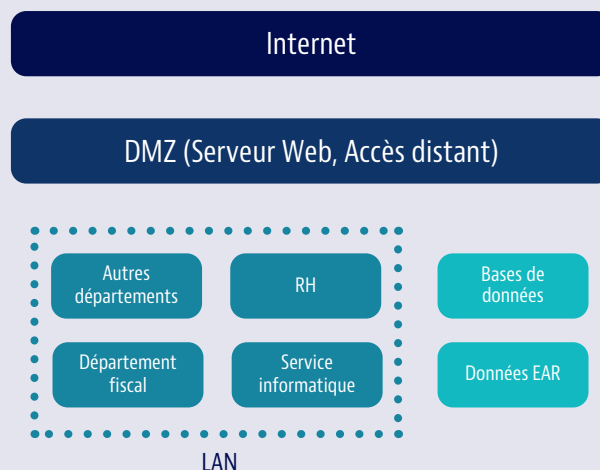 Internet
DMZ (Serveur Web, Accès distant)
Autres
départements
RH
Bases de
données
Département
fiscal
Service
informatique
Données EAR
LAN